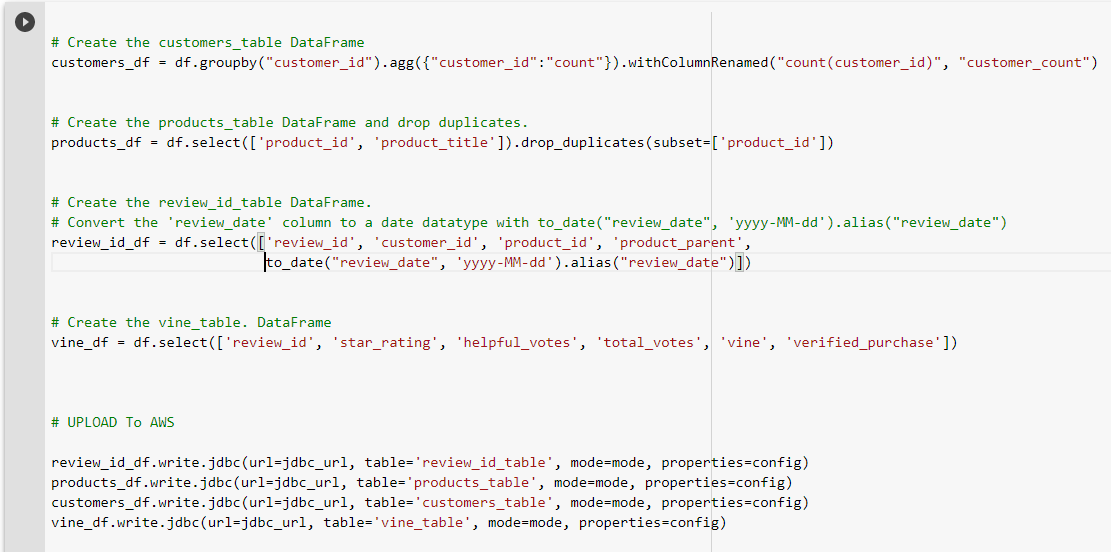 # Create the customers_table DataFrame
customers_df = df.groupby("customer_id").agg({"customer_id":"count"}).withColumnRenamed("count(customer_id)", "customer_count")
# Create the products_table DataFrame and drop duplicates.
products_df = df.select(['product_id', 'product_title']).drop_duplicates(subset=['product_id'])
# Create the review_id_table DataFrame.
# Convert the 'review_date' column to a date datatype with to_date("review_date", 'yyyy-MM-dd').alias("review_date")
review_id_df = df.select(['review_id', 'customer_id', 'product_id', 'product_parent',
to_date("review_date", 'yyyy-MM-dd').alias("review_date")])
# Create the vine_table. DataFrame
vine_df = df.select(['review_id', 'star_rating', 'helpful_votes', 'total_votes', 'vine', 'verified_purchase'])
# UPLOAD To AWS
review_id_df.write.jdbc(url=jdbc_url, table='review_id_table', mode=mode, properties=config)
products_df.write.jdbc(url=jdbc_url, table='products_table', mode=mode, properties=config)
customers_df.write.jdbc(url=jdbc_url, table='customers_table', mode=mode, properties=config)
vine_df.write.jdbc(url=jdbc_url, table='vine_table', mode=mode, properties=config)